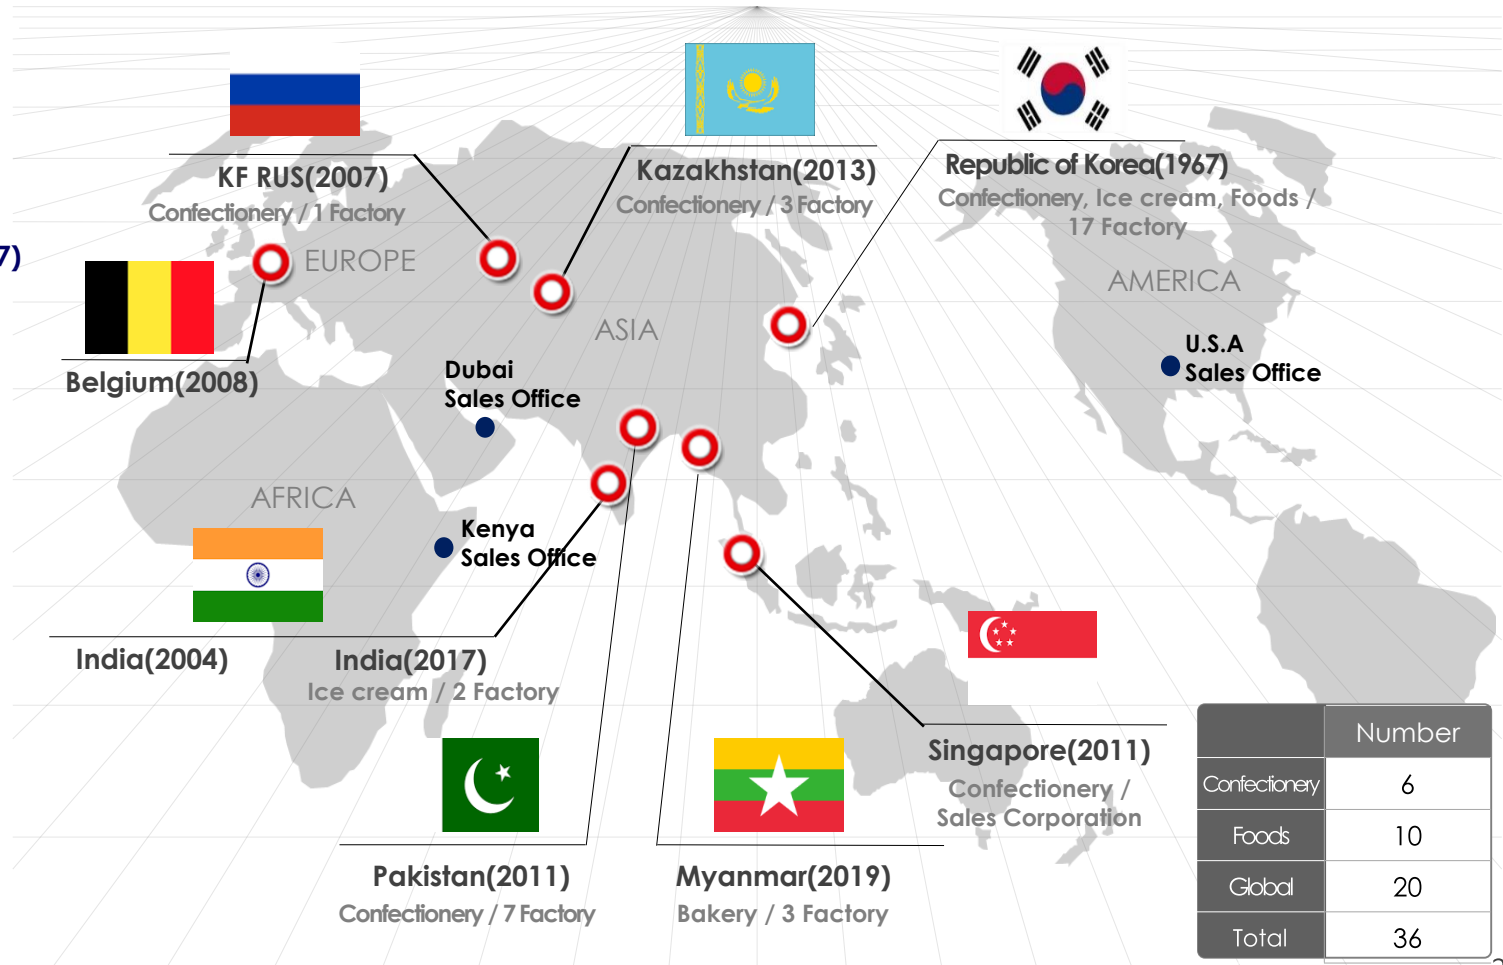 KF RUS(2007)
Confectionery / 1 Factory
Kazakhstan(2013)
Confectionery / 3 Factory
Republic of Korea(1967)
Confectionery, Ice cream, Foods /
17 Factory
7)
EUROPE
AMERICA
ASIA
Belgium(2008)
Dubai
Sales Office
U.S.A
Sales Office
AFRICA
Kenya
Sales Office
India(2004)
India(2017)
Ice cream / 2 Factory
Singapore(2011)
Confectionery /
Sales Corporation
Pakistan(2011)
Confectionery / 7 Factory
Myanmar(2019)
Bakery / 3 Factory
Number
Confectionery 6
Foods 10
Global 20
Total 36